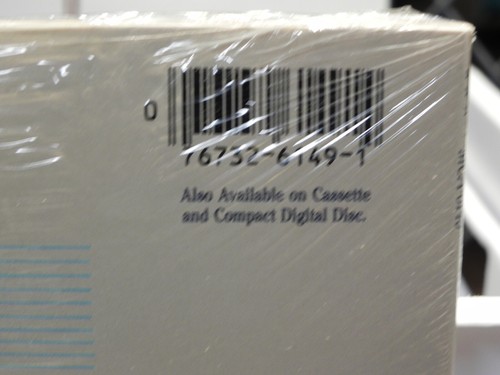 0
76732-6149-1
Also Available on Cassette
and Compact Digital Disc.